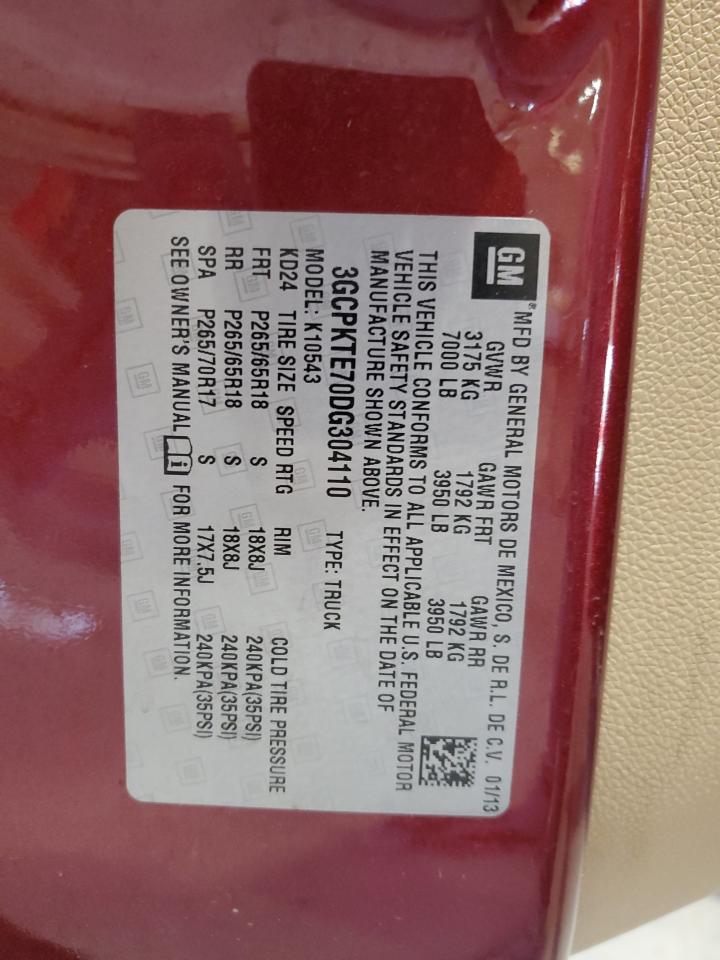 GM
® MFD BY GENERAL MOTORS DE MEXICO, S. DE R.L. DE C.V. 01/13
GVWR GAWR FRT GAWR RR
3175 KG 1792 KG 1792 KG
7000 LB 3950 LB 3950 LB
THIS VEHICLE CONFORMS TO ALL APPLICABLE U.S. FEDERAL MOTOR
VEHICLE SAFETY STANDARDS IN EFFECT ON THE DATE OF
MANUFACTURE SHOWN ABOVE.
3GCPKTE70DG304110 TYPE: TRUCK
MODEL: K10543
KD24 TIRE SIZE SPEED RTG RIM COLD TIRE PRESSURE
FRT P265/65R18 S 18X8J 240KPA(35PSI)
RR P265/65R18 S 18X8J 240KPA(35PSI)
SPA P265/70R17 S 17X7.5J 240KPA(35PSI)
SEE OWNER'S MANUAL i FOR MORE INFORMATION.